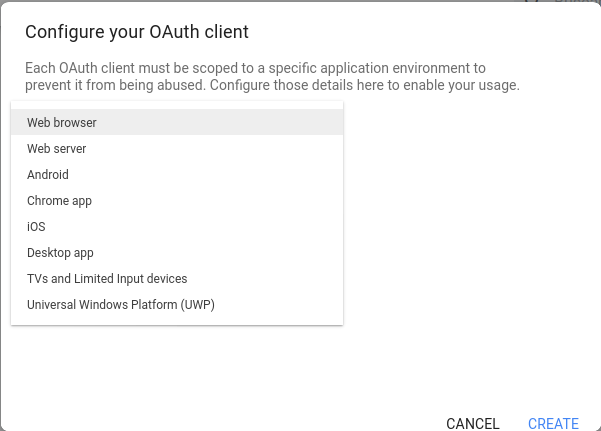 Configure your OAuth client
Each OAuth client must be scoped to a specific application environment to
prevent it from being abused. Configure those details here to enable your usage.
Web browser
Web server
Android
Chrome app
iOS
Desktop app
TVs and Limited Input devices
Universal Windows Platform (UWP)
CANCEL CREATE